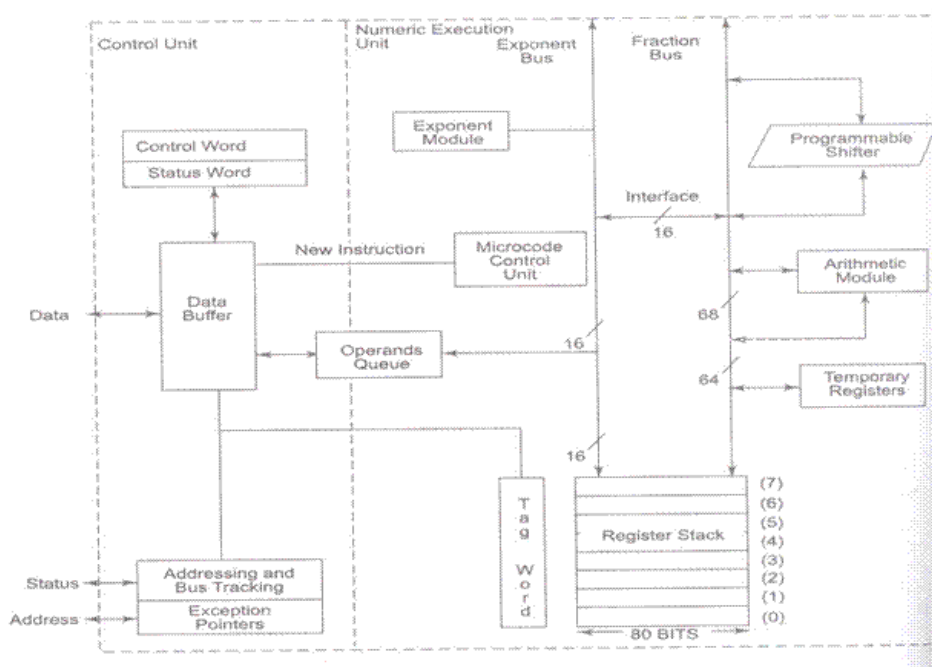 Control Unit
Numeric Execution
Unit
Exponent
Bus
Fraction
Bus
Exponent
Module
Programmable
Shifter
Control Word
Status Word
Interface
16
New Instruction
Microcode
Control
Unit
Arithmetic
Module
Data
Data
Buffer
68
16
Operands
Queue
64
Temporary
Registers
16
Tag Word
Register Stack
(7)
(6)
(5)
(4)
(3)
(2)
(1)
(0)
80 BITS
Status
Addressing and
Bus Tracking
Address
Exception
Pointers